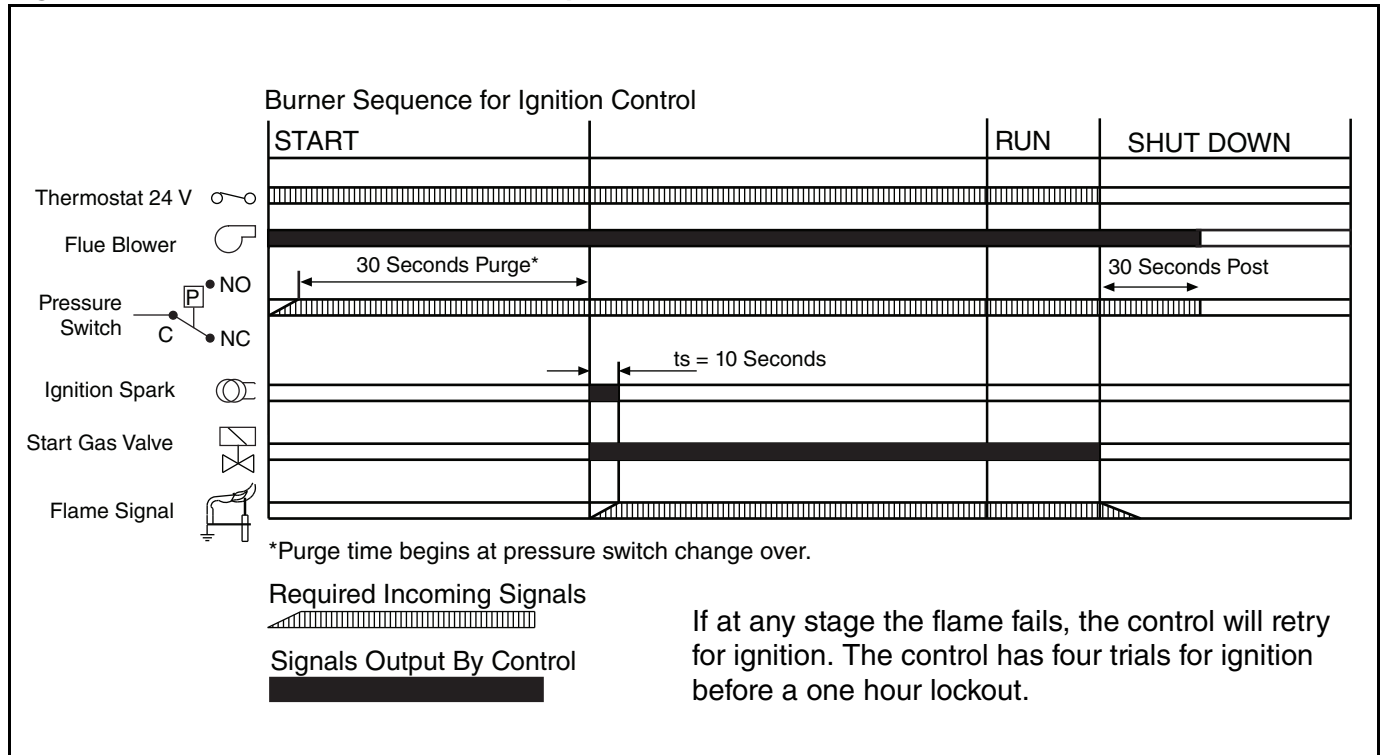 Burner Sequence for Ignition Control
START
RUN
SHUT DOWN
Thermostat 24 V
Flue Blower
30 Seconds Purge*
30 Seconds Post
Pressure
Switch
P
NO
C
NC
ts = 10 Seconds
Ignition Spark
Start Gas Valve
Flame Signal
*Purge time begins at pressure switch change over.
Required Incoming Signals
Signals Output By Control
If at any stage the flame fails, the control will retry
for ignition. The control has four trials for ignition
before a one hour lockout.